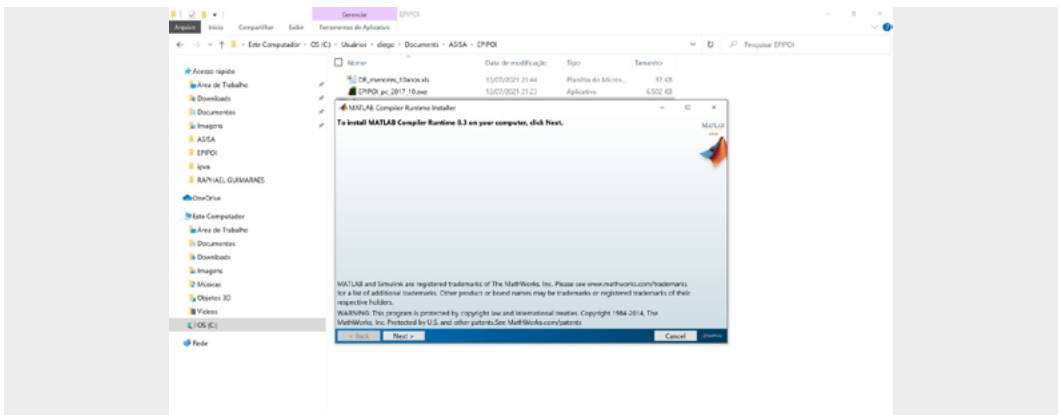 Gerenciar
EPIPOI
Arquivo Início Compartilhar Exibir Ferramentas de Aplicativo
Este Computador OS (C:) Usuários diego Documents ASISA EPIPOI
Pesquisar EPIPOI
Nome Data de modificação Tipo Tamanho
DR_menores_10anos.xls 15/07/2021 21:44 Planilha do Micros... 57 KB
EPIPOI_pc_2017_10.exe 13/07/2021 21:23 Aplicativo 6.502 KB
Acesso rápido
Área de Trabalho
Downloads
Documentos
Imagens
ASISA
EPIPOI
RAPHAEL GUIMARAES
OneDrive
Este Computador
Área de Trabalho
Documentos
Downloads
Imagens
Músicas
Objetos 3D
Vídeos
OS (C:)
Rede
MATLAB Compiler Runtime Installer
To install MATLAB Compiler Runtime 8.3 on your computer, click Next.
MATLAB
MATLAB and Simulink are registered trademarks of The MathWorks, Inc. Please see www.mathworks.com/trademarks
for a list of additional trademarks. Other product or brand names may be trademarks or registered trademarks of their
respective holders.
WARNING: This program is protected by copyright law and international treaties. Copyright 1984-2014, The
MathWorks, Inc. Protected by U.S. and other patents.See MathWorks.com/patents
< Back Next > Cancel